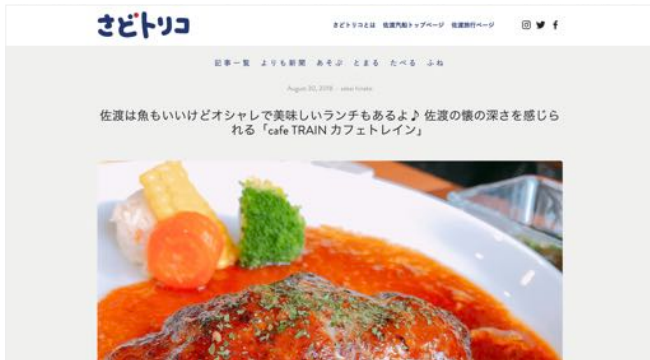 さどトリコ
さどトリコとは 佐渡汽船トップページ 佐渡旅行ページ
記事一覧 よりも新聞 あそぶ とまる たべる ふね
August 30, 2018
佐渡は魚もいいけどオシャレで美味しいランチもあるよ♪ 佐渡の懐の深さを感じら
れる「cafe TRAIN カフェトレイン」